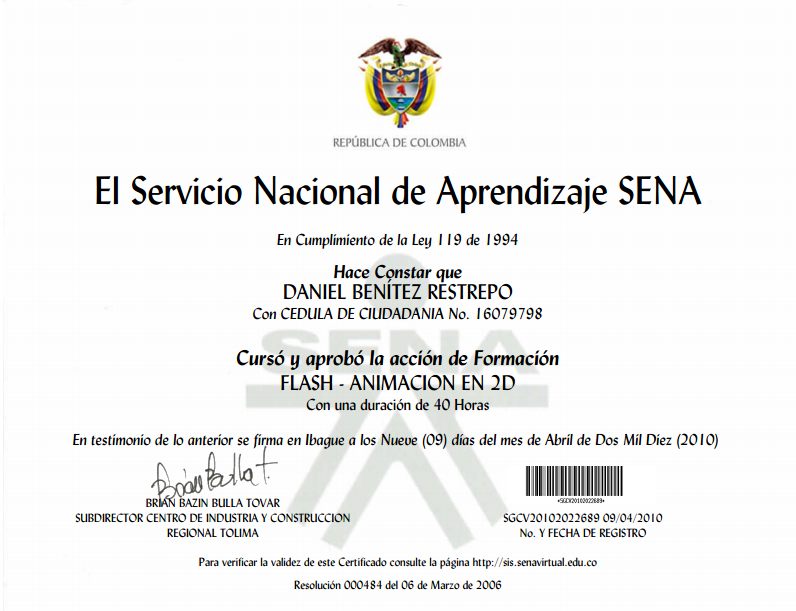 REPÚBLICA DE COLOMBIA
El Servicio Nacional de Aprendizaje SENA
En Cumplimiento de la Ley 119 de 1994
Hace Constar que
DANIEL BENÍTEZ RESTREPO
Con CEDULA DE CIUDADANIA No. 16079798
SENA
Cursó y aprobó la acción de Formación
FLASH - ANIMACION EN 2D
Con una duración de 40 Horas
En testimonio de lo anterior se firma en Ibague a los Nueve (09) días del mes de Abril de Dos Mil Diez (2010)
Brian Bulla T.
*SGCV20102022689*
BRIAN BAZIN BULLA TOVAR
SUBDIRECTOR CENTRO DE INDUSTRIA Y CONSTRUCCION
REGIONAL TOLIMA
SGCV20102022689 09/04/2010
No. Y FECHA DE REGISTRO
Para verificar la validez de este Certificado consulte la página http://sis.senavirtual.edu.co
Resolución 000484 del 06 de Marzo de 2006